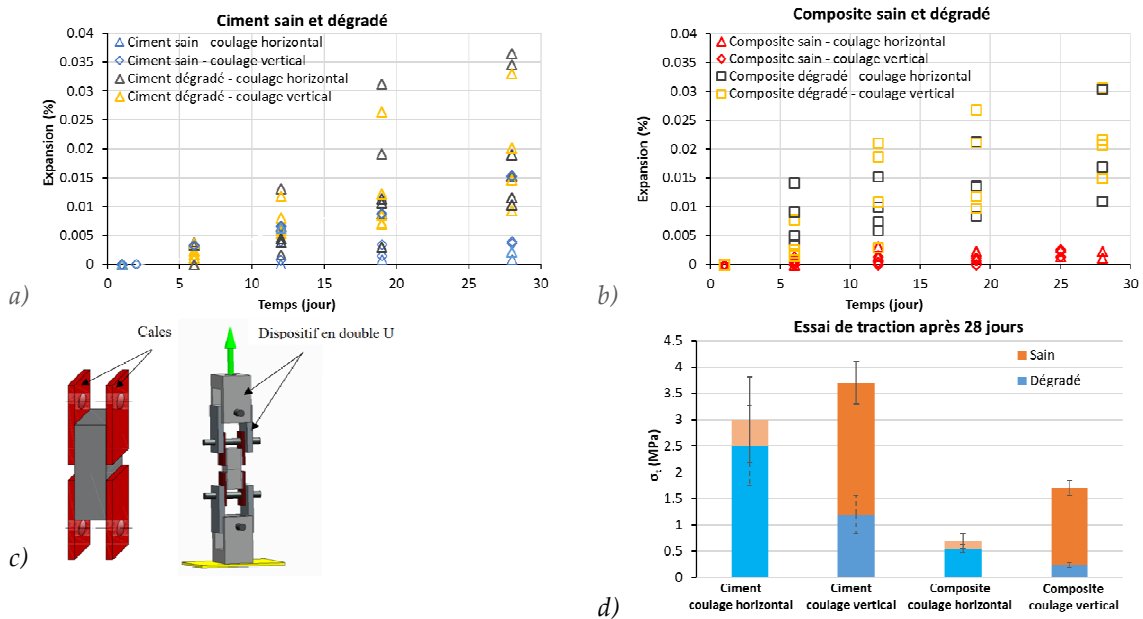 Ciment sain et dégradé
0.04
0.035
0.03
0.025
0.02
0.015
0.01
0.005
0
Expansion (%)
Ciment sain - coulage horizontal
Ciment sain - coulage vertical
Ciment dégradé - coulage horizontal
Ciment dégradé - coulage vertical
0 5 10 15 20 25 30
Temps (jour)
a)
Composite sain et dégradé
0.04
0.035
0.03
0.025
0.02
0.015
0.01
0.005
0
Expansion (%)
Composite sain - coulage horizontal
Composite sain - coulage vertical
Composite dégradé - coulage horizontal
Composite dégradé - coulage vertical
0 5 10 15 20 25 30
Temps (jour)
b)
Cales
Dispositif en double U
c)
Essai de traction après 28 jours
4.5
4
3.5
3
2.5
2
1.5
1
0.5
0
σt (MPa)
Sain
Dégradé
Ciment
coulage horizontal
Ciment
coulage vertical
Composite
coulage horizontal
Composite
coulage vertical
d)